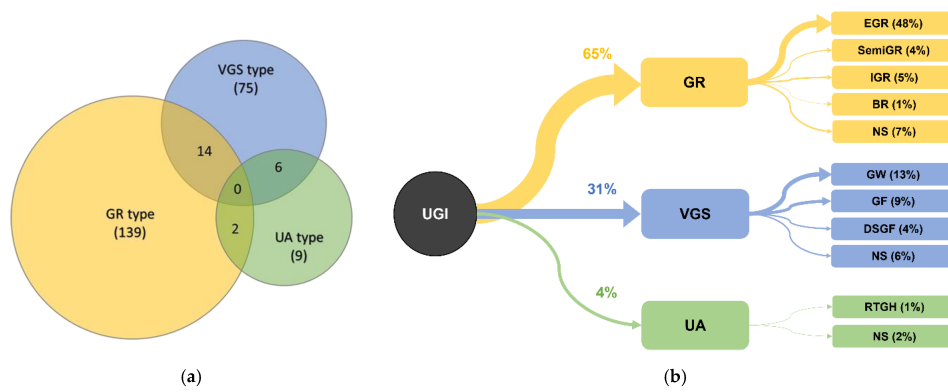 VGS type
(75)
14
6
0
GR type
(139)
2
UA type
(9)
(a)
UGI
65%
GR
EGR (48%)
SemiGR (4%)
IGR (5%)
BR (1%)
NS (7%)
31%
VGS
GW (13%)
GF (9%)
DSGF (4%)
NS (6%)
4%
UA
RTGH (1%)
NS (2%)
(b)